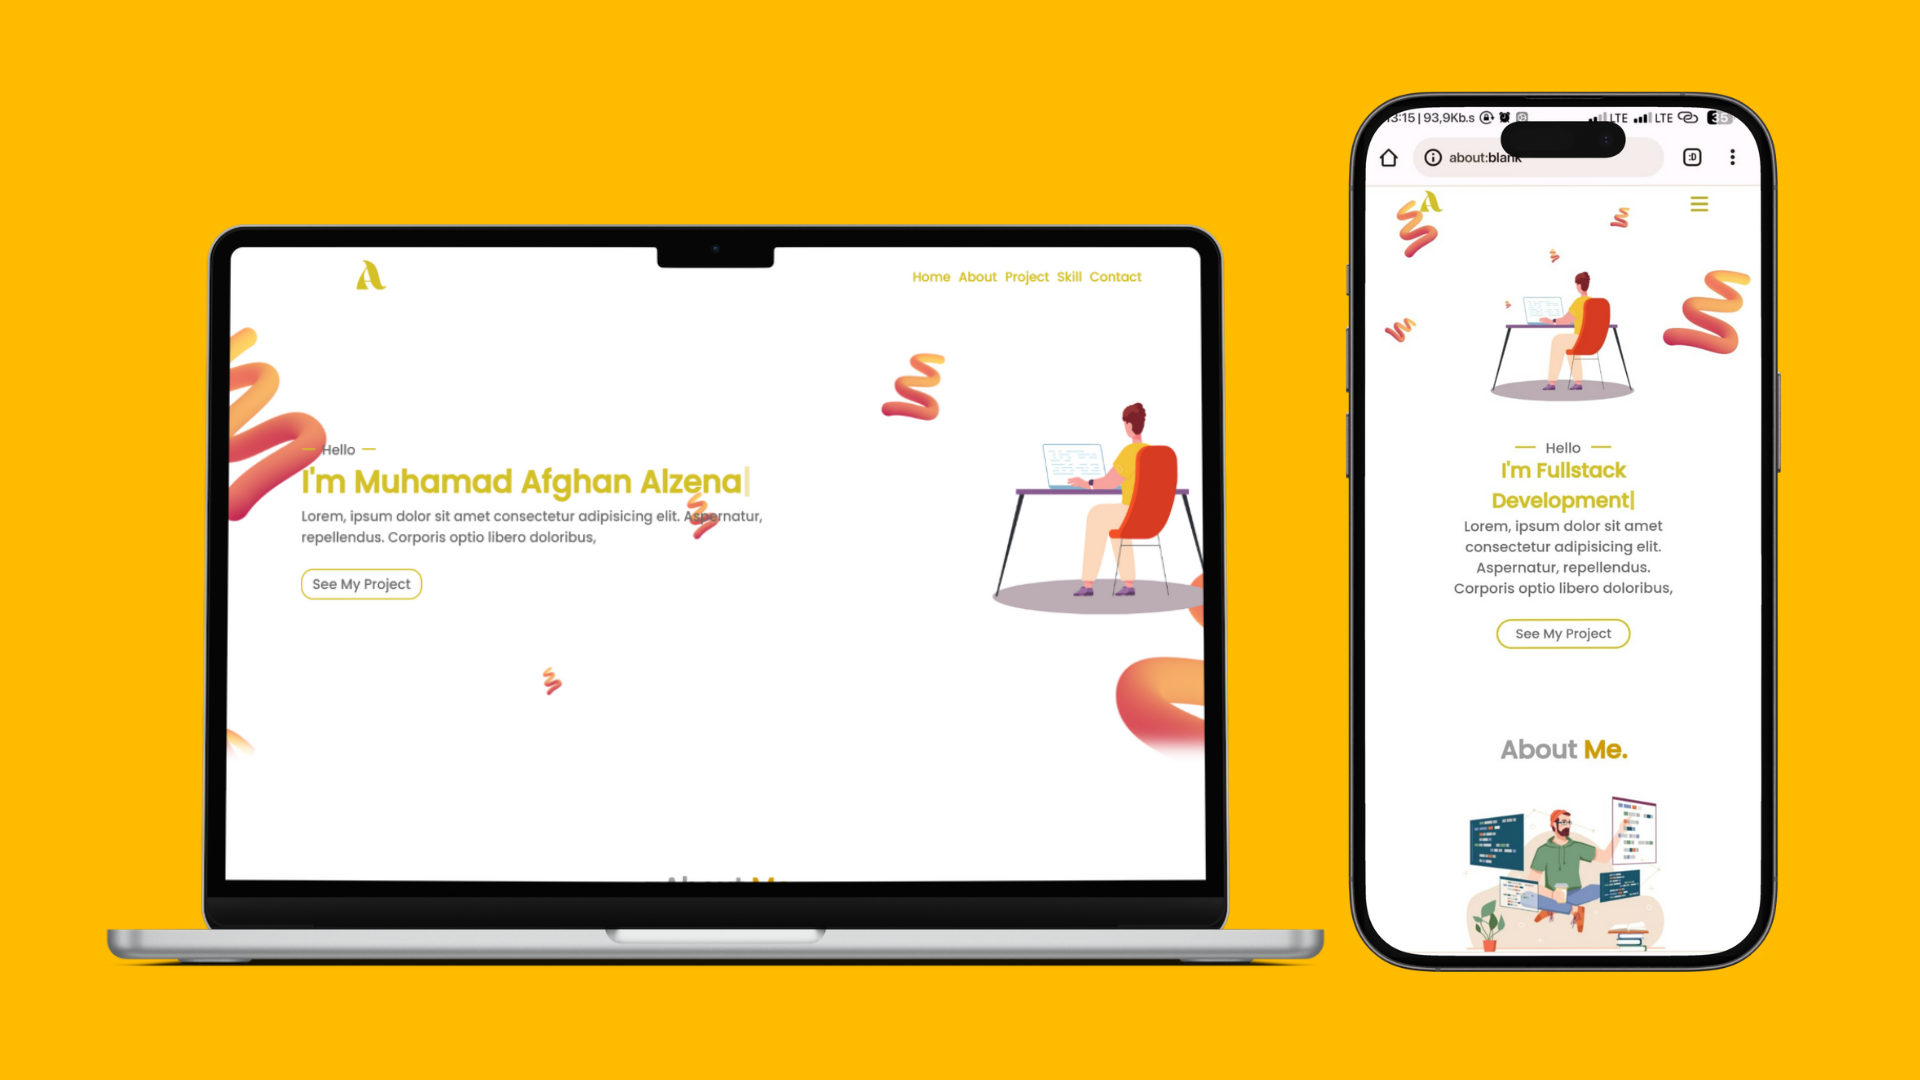 A
Home About Project Skill Contact
Hello
I'm Muhamad Afghan Alzena
Lorem, ipsum dolor sit amet consectetur adipisicing elit. Aspernatur,
repellendus. Corporis optio libero doloribus,
See My Project
13:15 | 93,9Kb.s LTE LTE 35
about:blank :D
A
Hello
I'm Fullstack
Development
Lorem, ipsum dolor sit amet
consectetur adipisicing elit.
Aspernatur, repellendus.
Corporis optio libero doloribus,
See My Project
About Me.